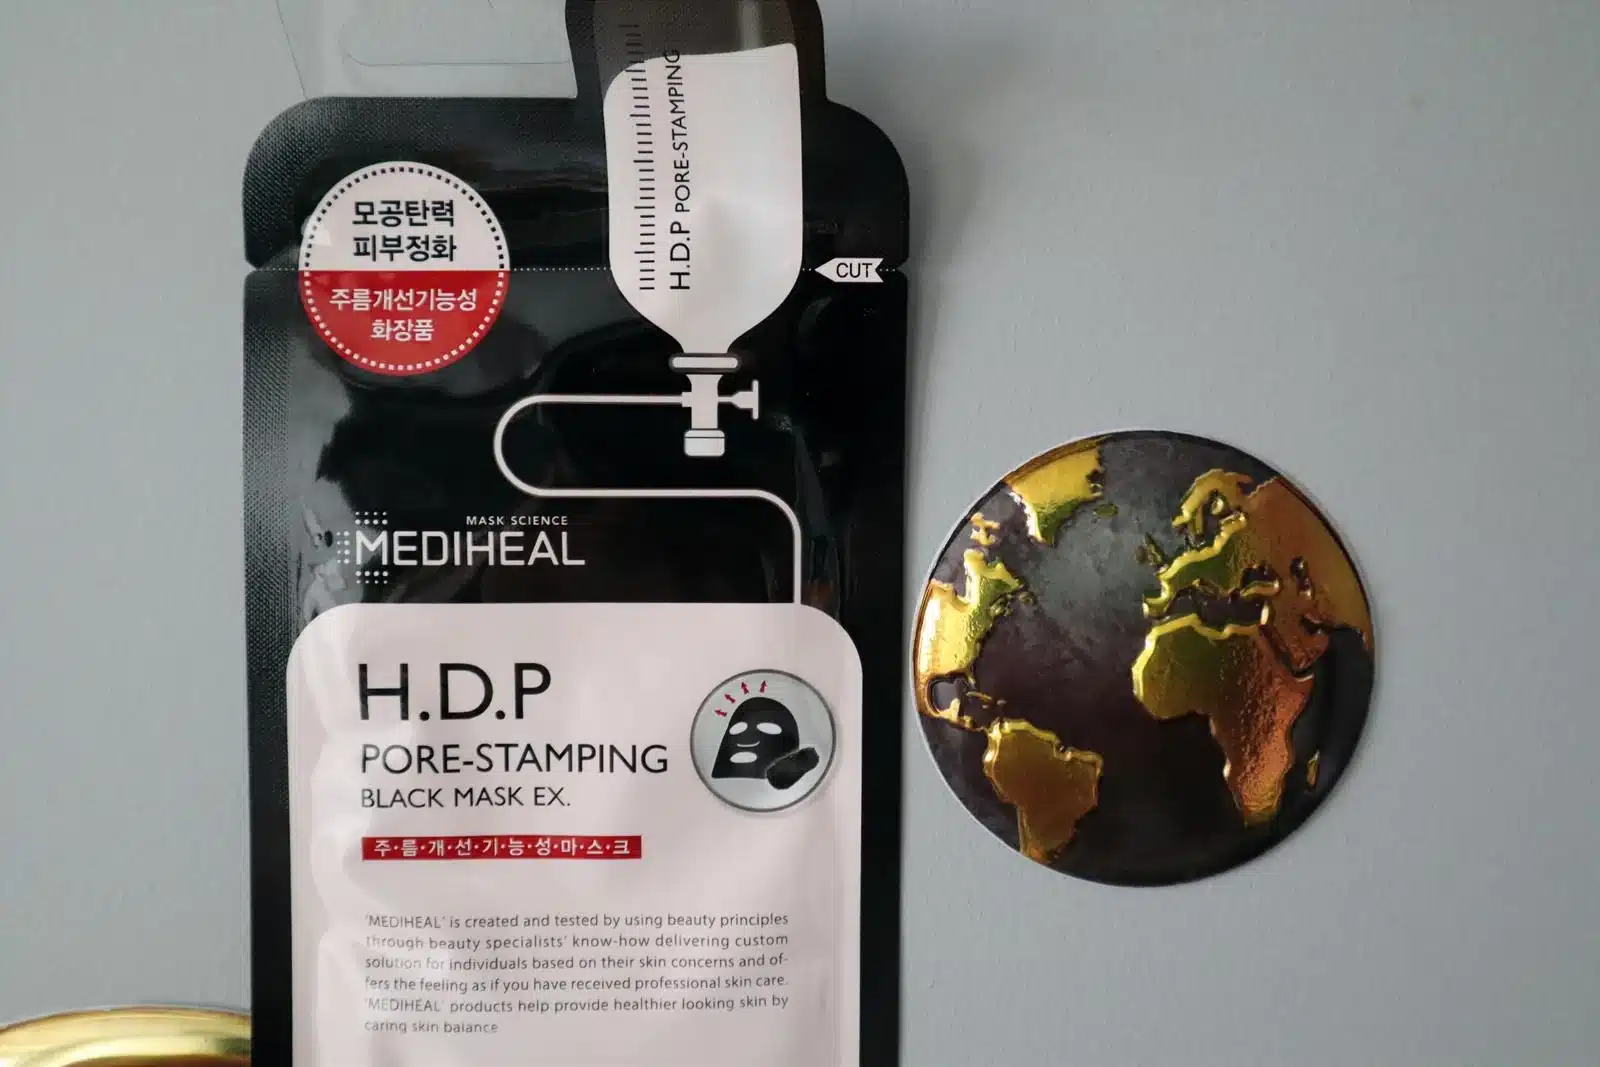 H.D.P PORE-STAMPING
모공탄력
피부정화
주름개선기능성
화장품
CUT
MASK SCIENCE
MEDIHEAL
H.D.P
PORE-STAMPING
BLACK MASK EX.
주·름·개·선·기·능·성·마·스·크
'MEDIHEAL' is created and tested by using beauty principles
through beauty specialists' know-how delivering custom
solution for individuals based on their skin concerns and of-
fers the feeling as if you have received professional skin care.
'MEDIHEAL' products help provide healthier looking skin by
caring skin balance